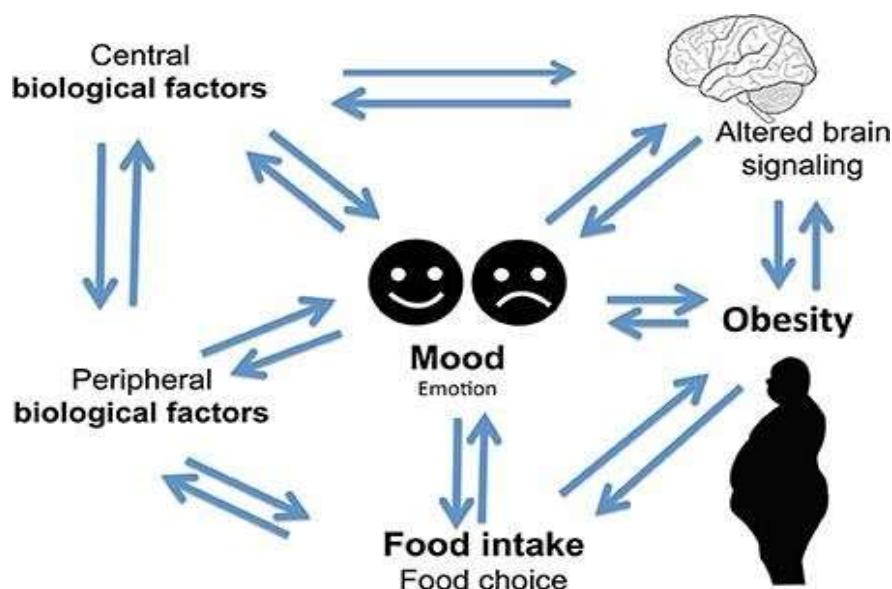 Central
biological factors
Altered brain
signaling
Obesity
Mood
Emotion
Peripheral
biological factors
Food intake
Food choice